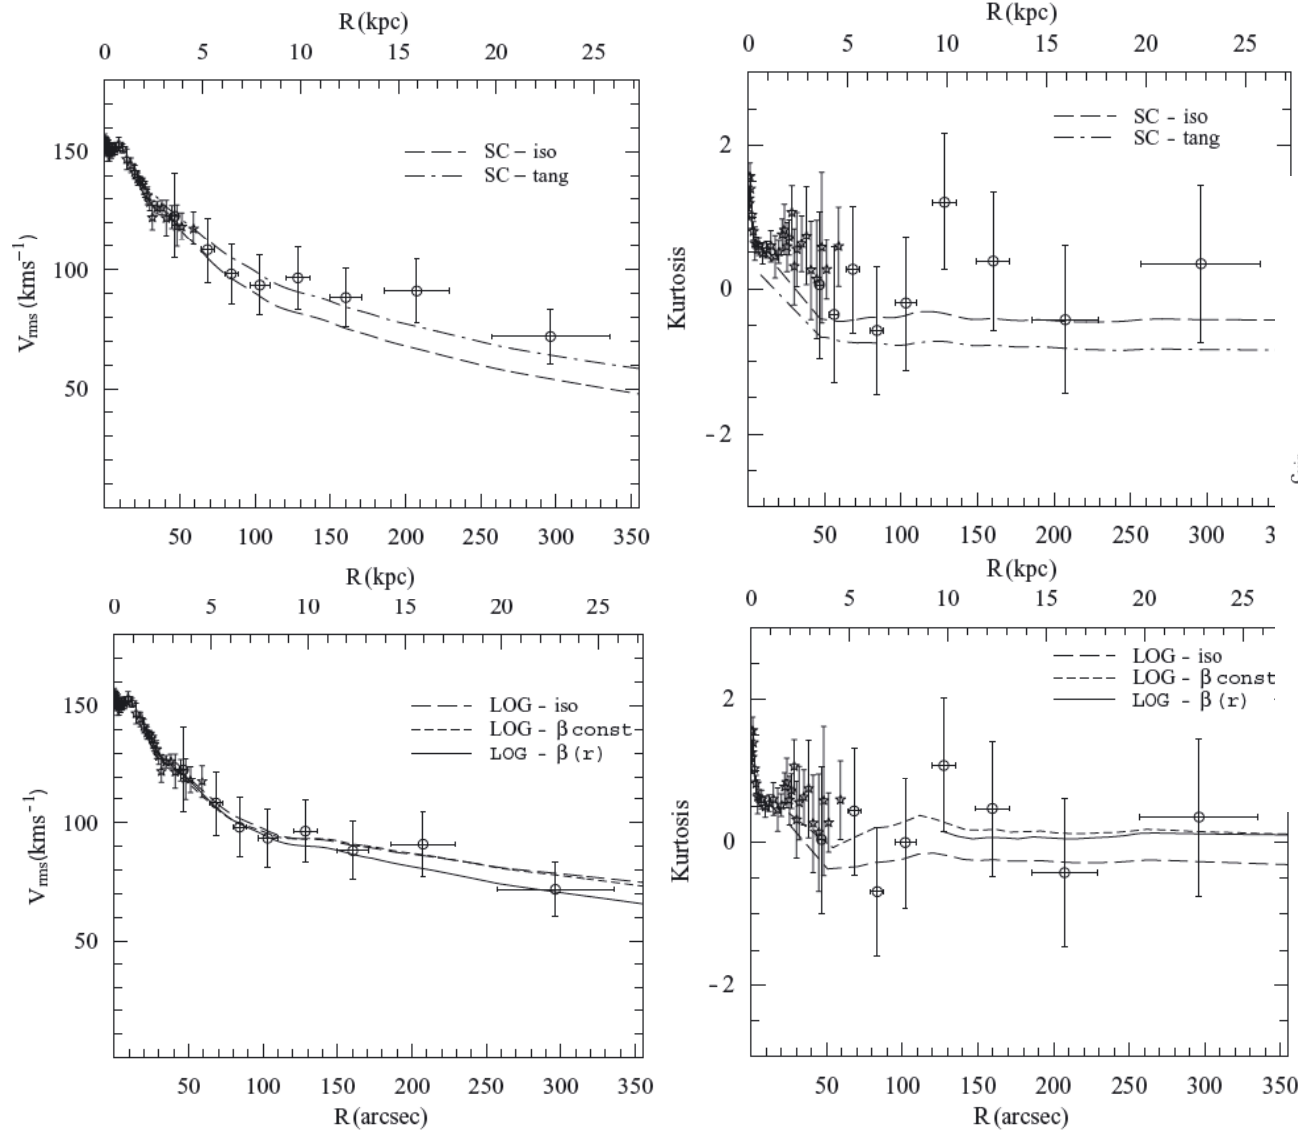 R(kpc)
0 5 10 15 20 25
150
100
50
V_rms (kms^-1)
SC – iso
SC – tang
50 100 150 200 250 300 350
R(kpc)
0 5 10 15 20 25
2
0
-2
Kurtosis
SC – iso
SC – tang
50 100 150 200 250 300 3
R(kpc)
0 5 10 15 20 25
150
100
50
V_rms(kms^-1)
LOG - iso
LOG - β const
LOG - β(r)
50 100 150 200 250 300 350
R(arcsec)
R(kpc)
0 5 10 15 20 25
2
0
-2
Kurtosis
LOG - iso
LOG - β const
LOG - β(r)
50 100 150 200 250 300 350
R(arcsec)